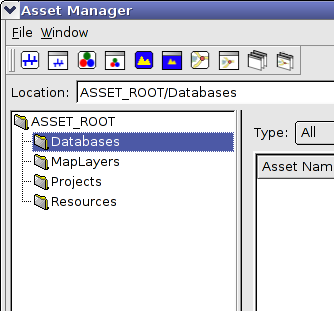 Asset Manager
File Window
Location: ASSET_ROOT/Databases
ASSET_ROOT
Databases
MapLayers
Projects
Resources
Type: All
Asset Nam